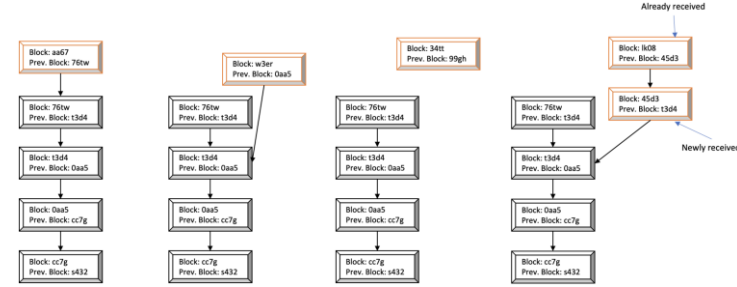 Already received
Block: aa67
Prev. Block: 76tw
Block: w3er
Prev. Block: 0aa5
Block: 34tt
Prev. Block: 99gh
Block: lk08
Prev. Block: 45d3
Block: 45d3
Prev. Block: t3d4
Newly received
Block: 76tw
Prev. Block: t3d4
Block: 76tw
Prev. Block: t3d4
Block: 76tw
Prev. Block: t3d4
Block: 76tw
Prev. Block: t3d4
Block: t3d4
Prev. Block: 0aa5
Block: t3d4
Prev. Block: 0aa5
Block: t3d4
Prev. Block: 0aa5
Block: t3d4
Prev. Block: 0aa5
Block: 0aa5
Prev. Block: cc7g
Block: 0aa5
Prev. Block: cc7g
Block: 0aa5
Prev. Block: cc7g
Block: 0aa5
Prev. Block: cc7g
Block: cc7g
Prev. Block: s432
Block: cc7g
Prev. Block: s432
Block: cc7g
Prev. Block: s432
Block: cc7g
Prev. Block: s432